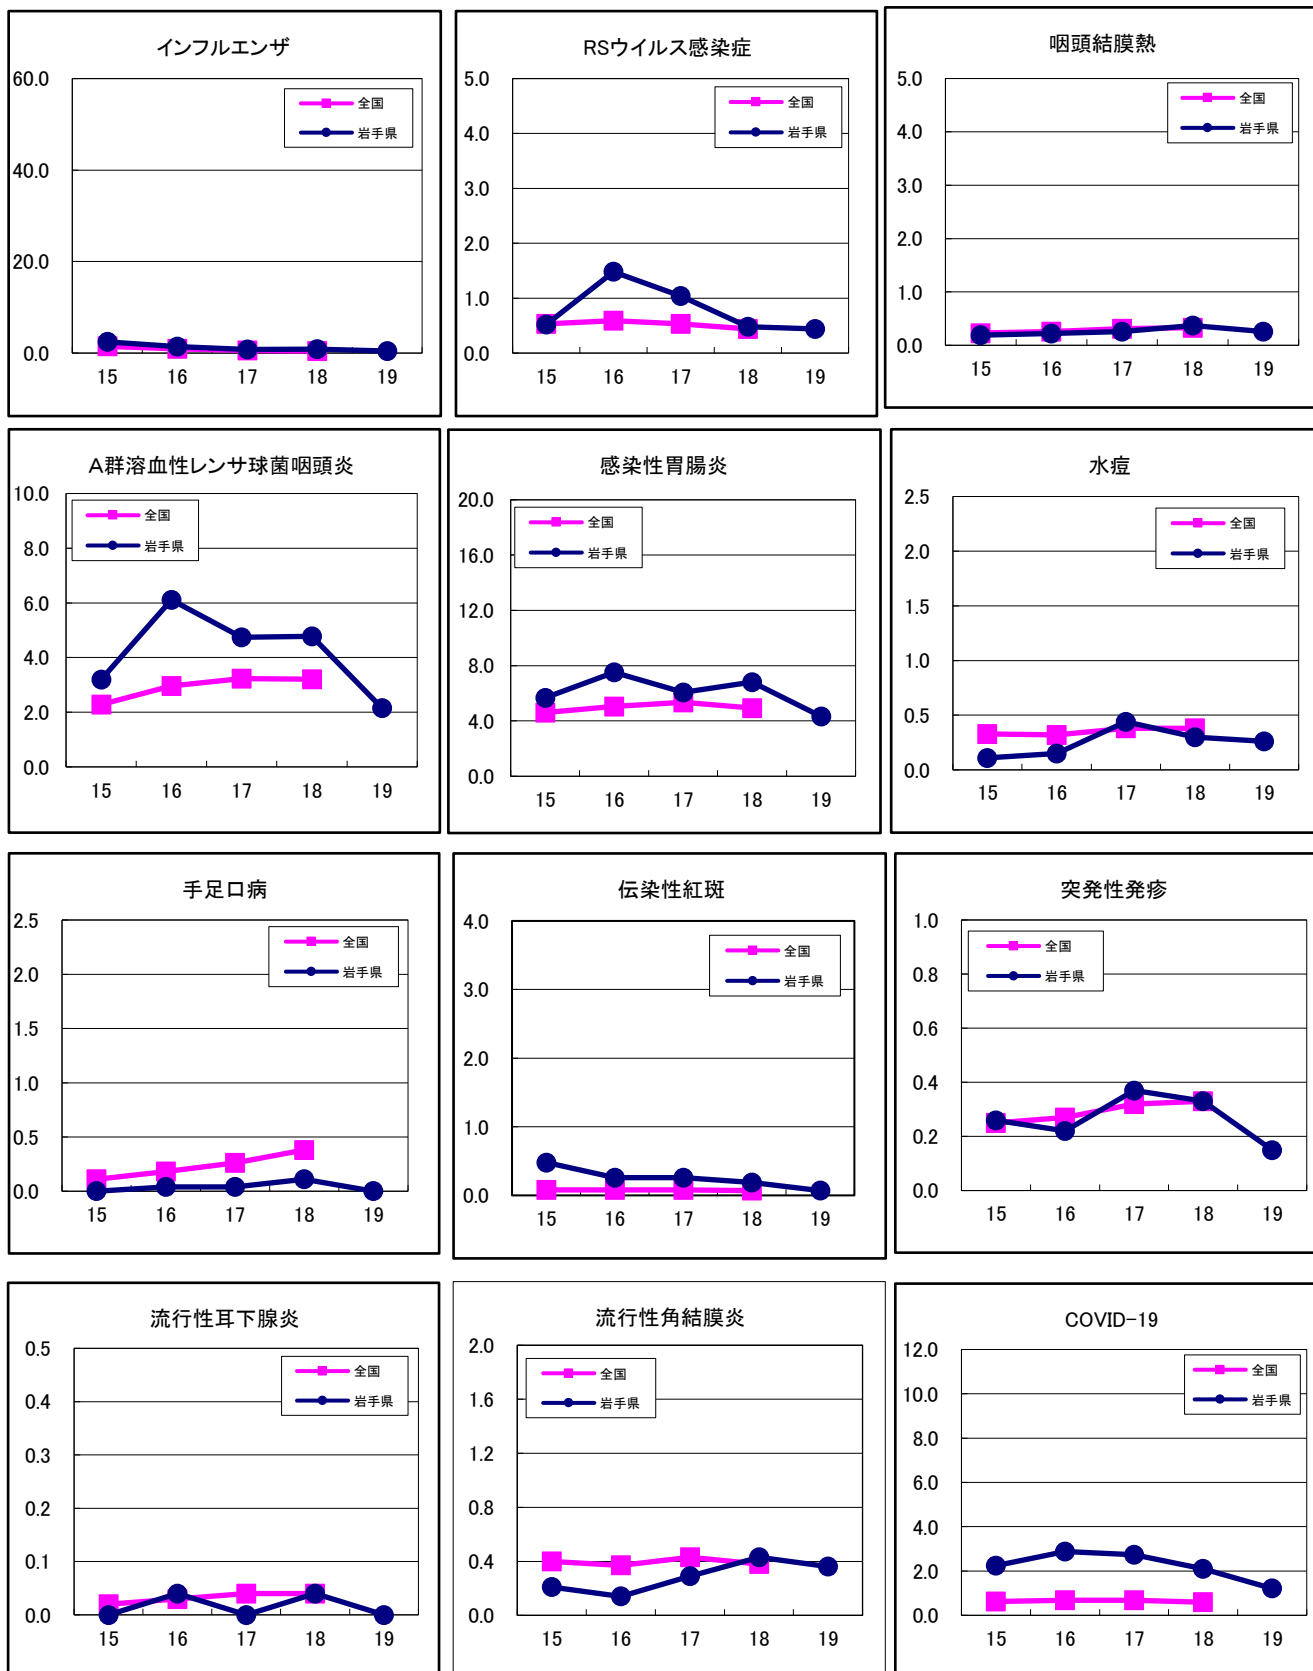 インフルエンザ
60.0
40.0
20.0
0.0
全国
岩手県
15 16 17 18 19
RSウイルス感染症
5.0
4.0
3.0
2.0
1.0
0.0
全国
岩手県
15 16 17 18 19
咽頭結膜熱
5.0
4.0
3.0
2.0
1.0
0.0
全国
岩手県
15 16 17 18 19
A群溶血性レンサ球菌咽頭炎
10.0
8.0
6.0
4.0
2.0
0.0
全国
岩手県
15 16 17 18 19
感染性胃腸炎
20.0
16.0
12.0
8.0
4.0
0.0
全国
岩手県
15 16 17 18 19
水痘
2.5
2.0
1.5
1.0
0.5
0.0
全国
岩手県
15 16 17 18 19
手足口病
2.5
2.0
1.5
1.0
0.5
0.0
全国
岩手県
15 16 17 18 19
伝染性紅斑
4.0
3.0
2.0
1.0
0.0
全国
岩手県
15 16 17 18 19
突発性発疹
1.0
0.8
0.6
0.4
0.2
0.0
全国
岩手県
15 16 17 18 19
流行性耳下腺炎
0.5
0.4
0.3
0.2
0.1
0.0
全国
岩手県
15 16 17 18 19
流行性角結膜炎
2.0
1.6
1.2
0.8
0.4
0.0
全国
岩手県
15 16 17 18 19
COVID-19
12.0
10.0
8.0
6.0
4.0
2.0
0.0
全国
岩手県
15 16 17 18 19